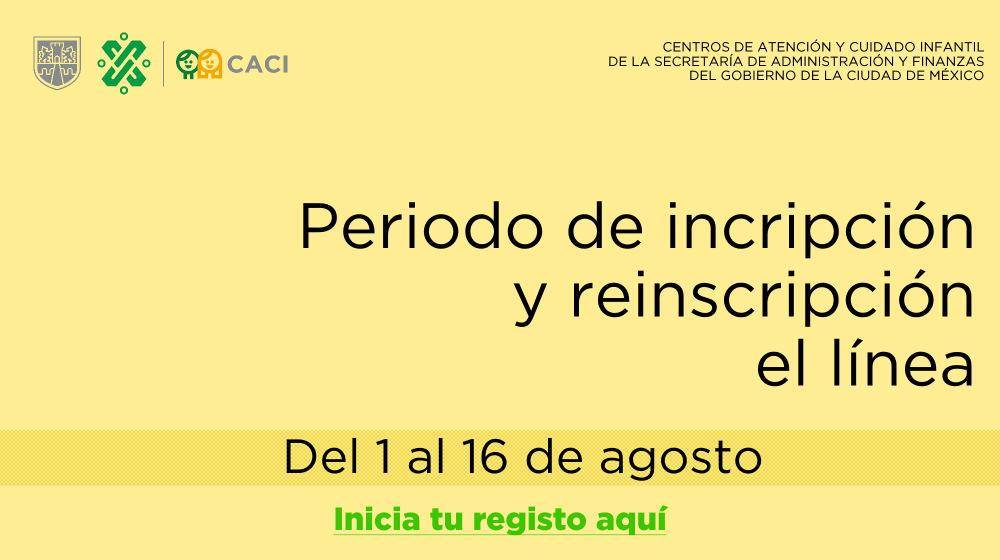 CACI
CENTROS DE ATENCIÓN Y CUIDADO INFANTIL
DE LA SECRETARÍA DE ADMINISTRACIÓN Y FINANZAS
DEL GOBIERNO DE LA CIUDAD DE MÉXICO
Periodo de incripción
y reinscripción
el línea
Del 1 al 16 de agosto
Inicia tu registo aquí